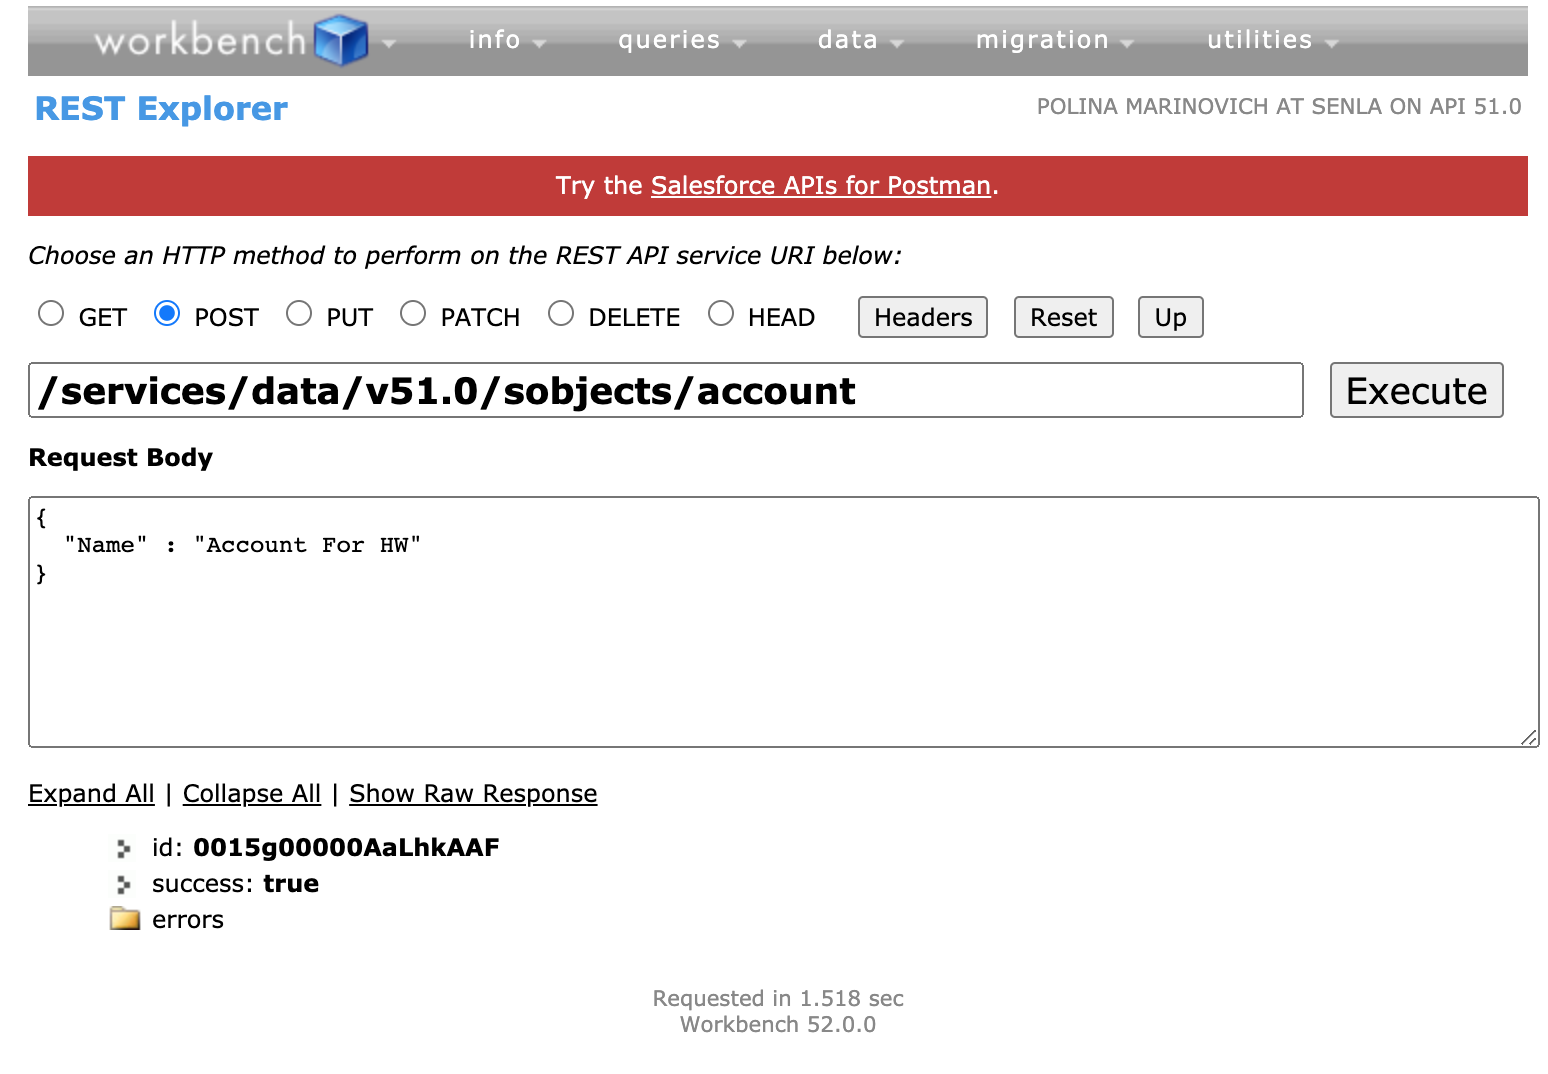 workbench info queries data migration utilities
REST Explorer POLINA MARINOVICH AT SENLA ON API 51.0
Try the Salesforce APIs for Postman.
Choose an HTTP method to perform on the REST API service URI below:
GET POST PUT PATCH DELETE HEAD Headers Reset Up
/services/data/v51.0/sobjects/account Execute
Request Body
{
"Name" : "Account For HW"
}
Expand All | Collapse All | Show Raw Response
id: 0015g00000AaLhkAAF
success: true
errors
Requested in 1.518 sec
Workbench 52.0.0